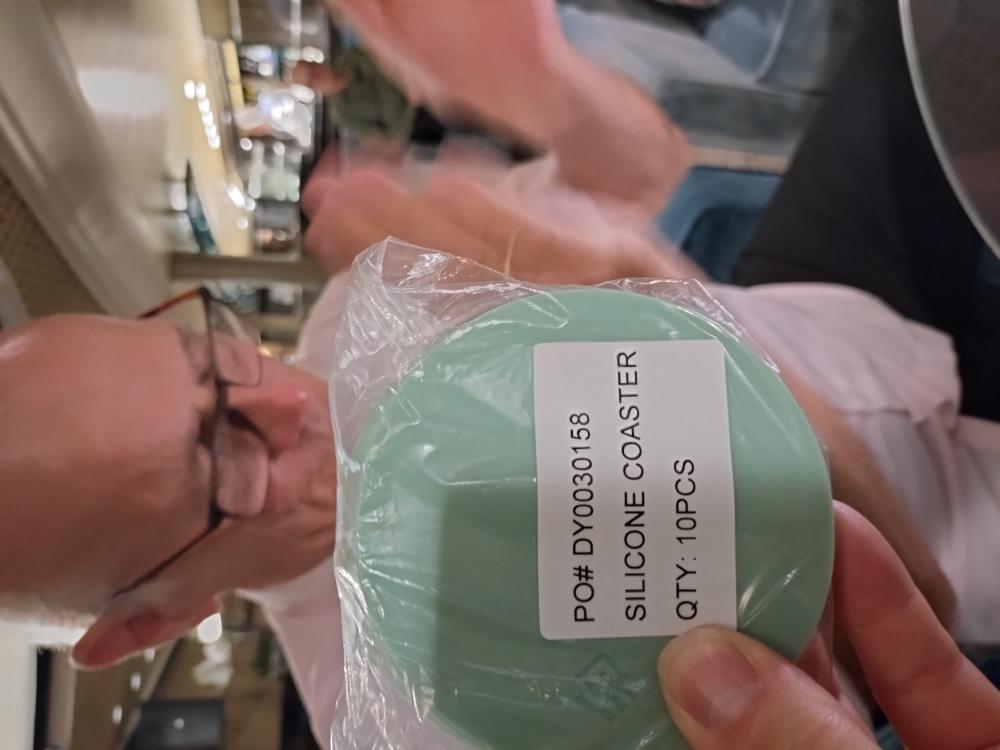 PO# DY0030158
SILICONE COASTER
QTY: 10PCS